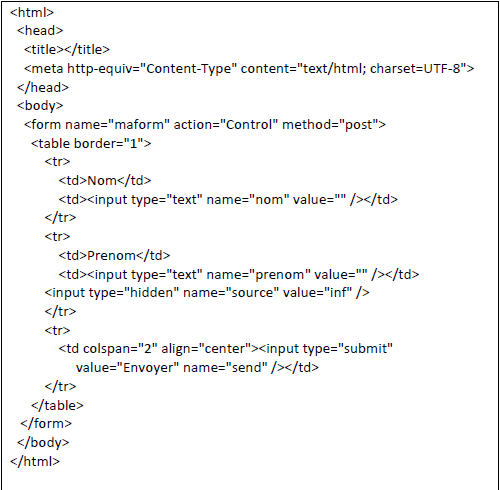 <html>
<head>
<title></title>
<meta http-equiv="Content-Type" content="text/html; charset=UTF-8">
</head>
<body>
<form name="maform" action="Control" method="post">
<table border="1">
<tr>
<td>Nom</td>
<td><input type="text" name="nom" value="" /></td>
</tr>
<tr>
<td>Prenom</td>
<td><input type="text" name="prenom" value="" /></td>
<input type="hidden" name="source" value="inf" />
</tr>
<tr>
<td colspan="2" align="center"><input type="submit"
value="Envoyer" name="send" /></td>
</tr>
</table>
</form>
</body>
</html>